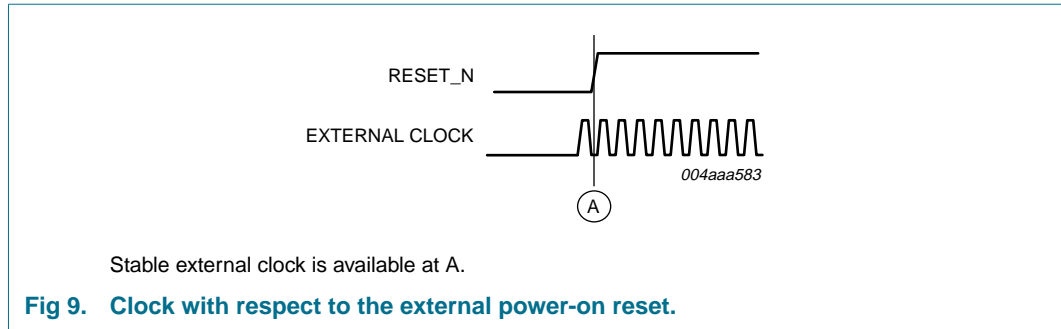 RESET_N
EXTERNAL CLOCK
004aaa583
A
Stable external clock is available at A.
Fig 9. Clock with respect to the external power-on reset.